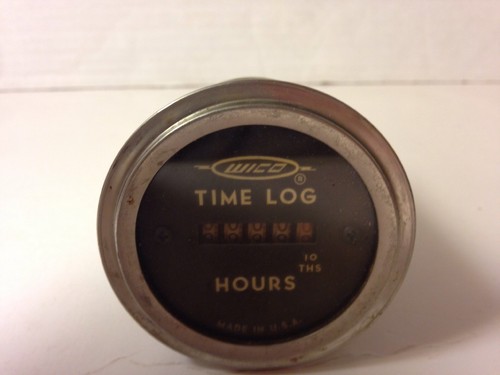 WICO
®
TIME LOG
10
THS
HOURS
MADE IN U.S.A.